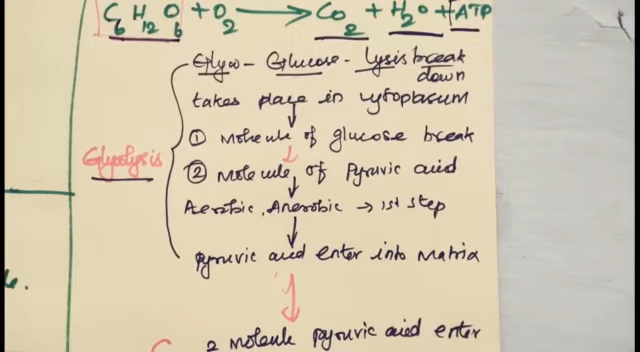 C6H12O6 + O2 → Co2 + H2o + ATP
Glyco - Glucose - Lysis break
down
takes place in cytoplasum
① Molecule of glucose break
Glycolysis
② Molecule of Pyruvic acid
Aerobic, Anerobic → 1st step
Pyruvic acid enter into Matrix
2 molecule pyruvic acid enter